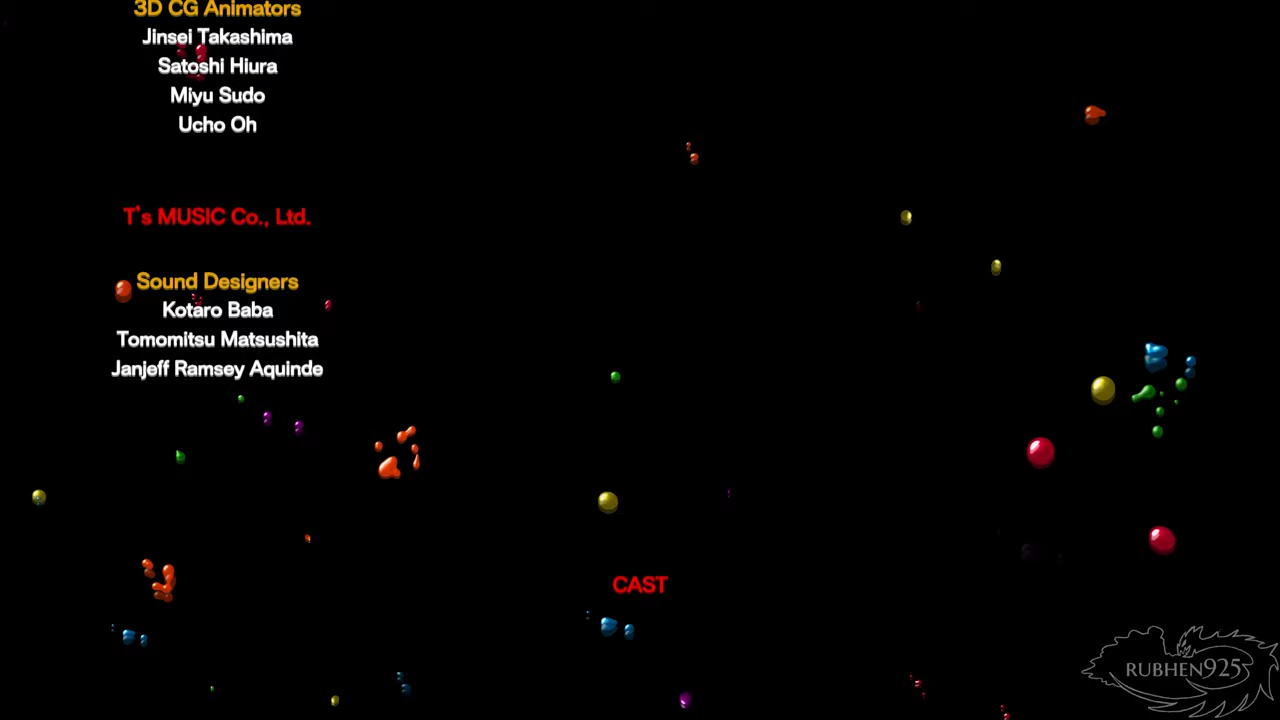 3D CG Animators
Jinsei Takashima
Satoshi Hiura
Miyu Sudo
Ucho Oh
T's MUSIC Co., Ltd.
Sound Designers
Kotaro Baba
Tomomitsu Matsushita
Janjeff Ramsey Aquinde
CAST
RUBHEN925